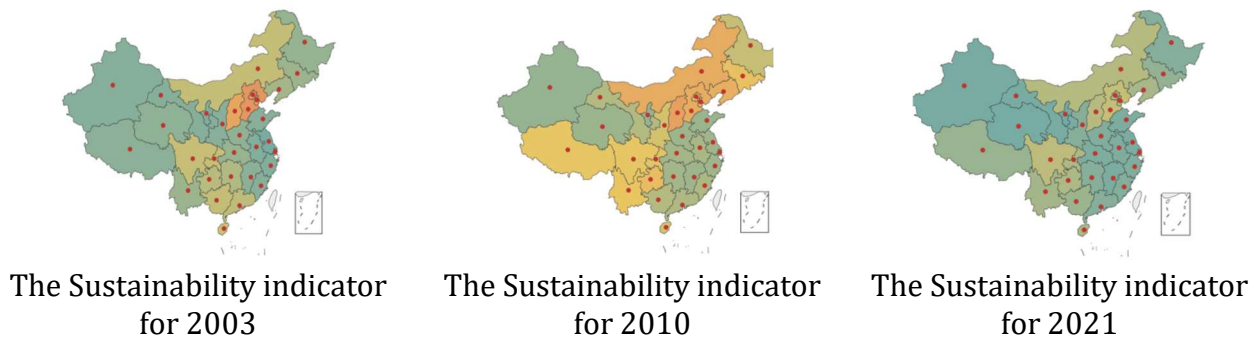 The Sustainability indicator
for 2003
The Sustainability indicator
for 2010
The Sustainability indicator
for 2021